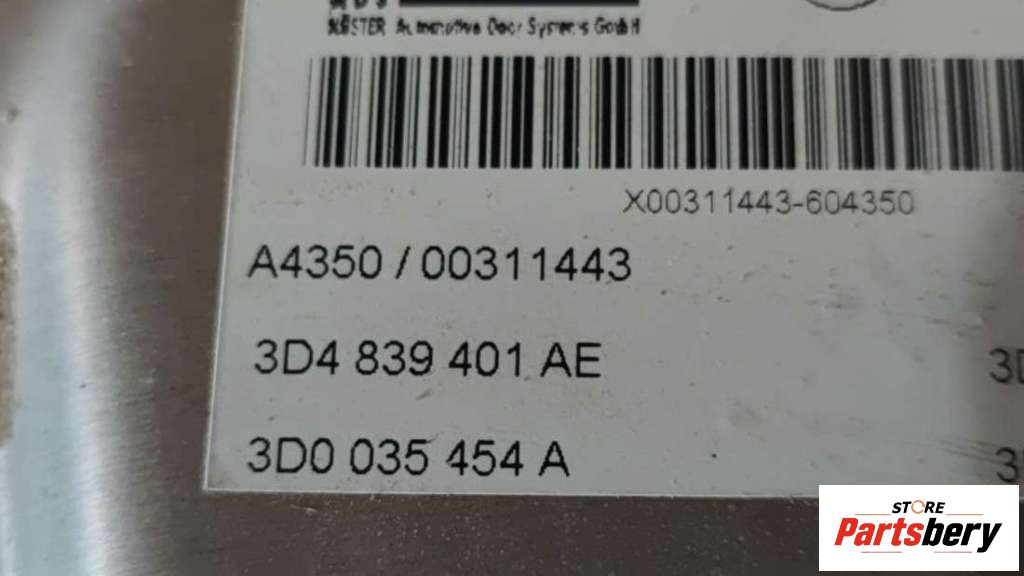 KÜSTER Automotive Door Systems GmbH
X00311443-604350
A4350 / 00311443
3D4 839 401 AE
3D0 035 454 A
STORE
Partsbery